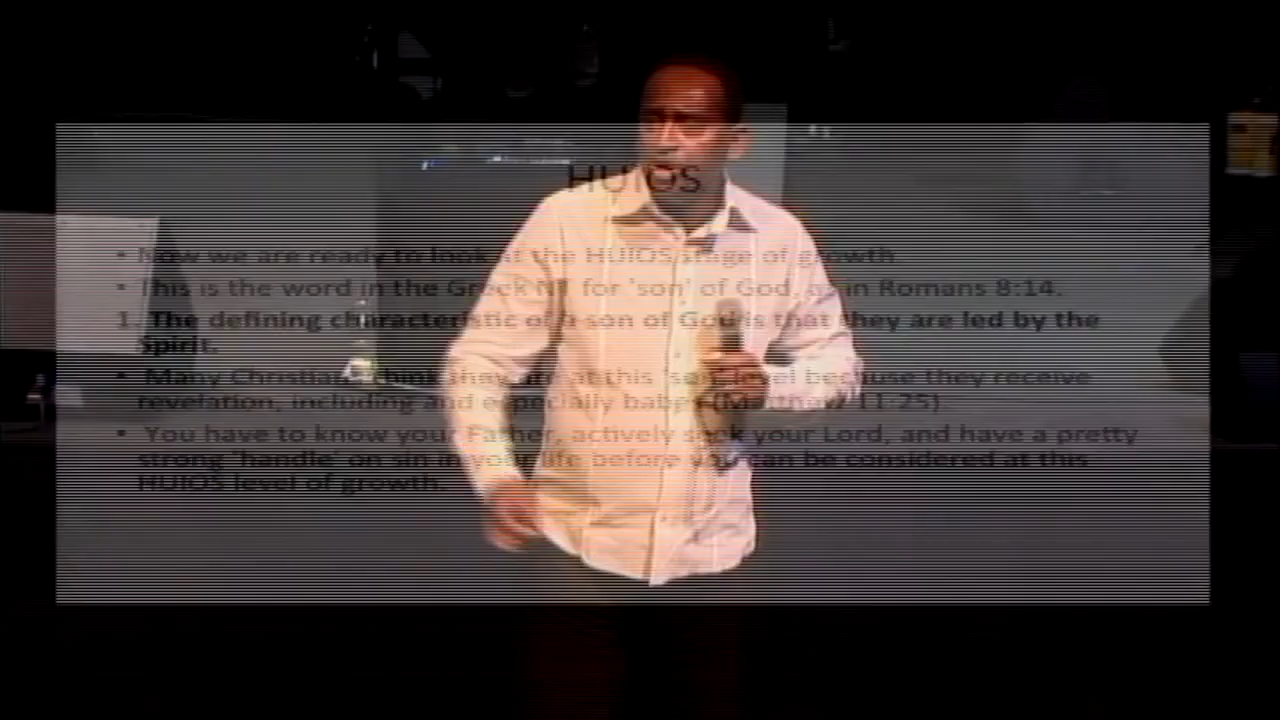 HUIOS
• Now we are ready to look at the HUIOS stage of growth.
• This is the word in the Greek NT for 'son' of God, as in Romans 8:14.
1. The defining characteristic of a son of God is that they are led by the
Spirit.
• Many Christians think they are at this 'son' level because they receive
revelation, including and especially babes (Matthew 11:25).
• You have to know your Father, actively seek your Lord, and have a pretty
strong 'handle' on sin in your life before you can be considered at this
HUIOS level of growth.